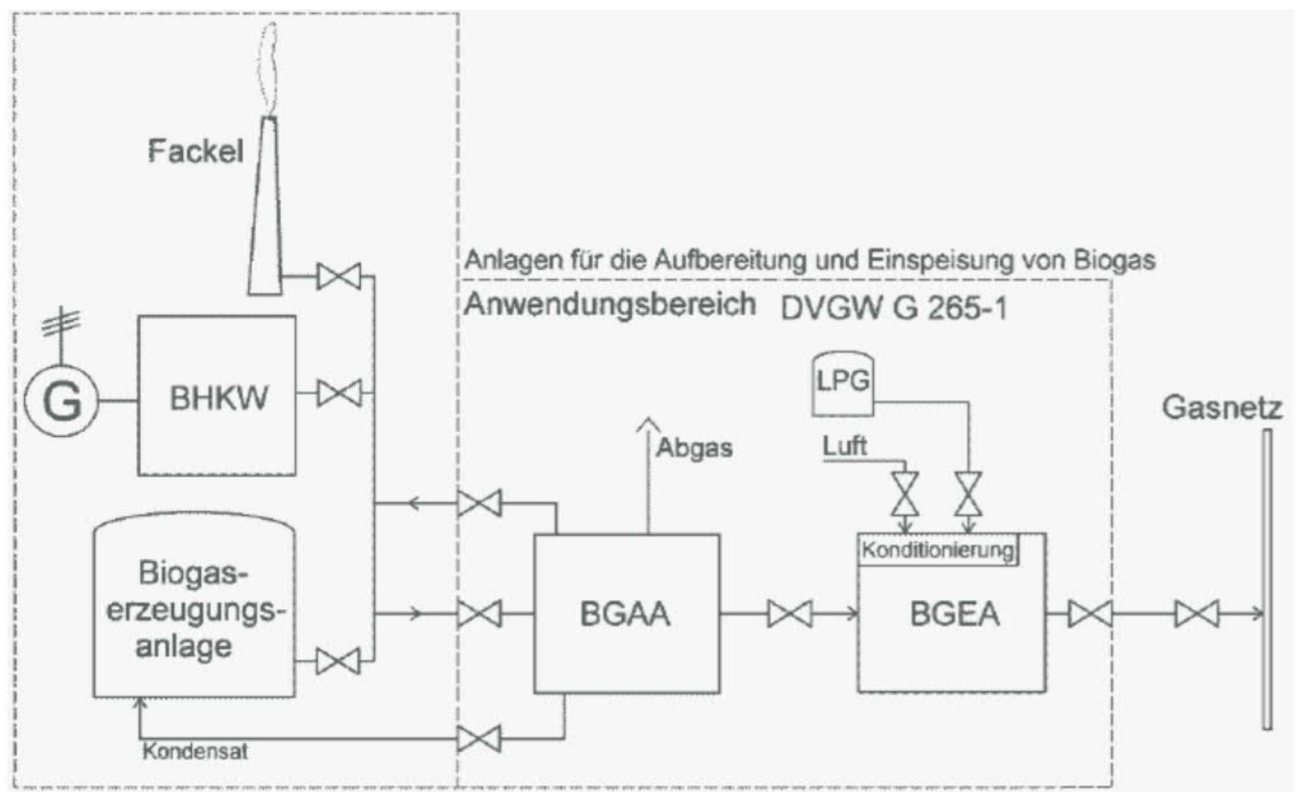 Fackel
Anlagen für die Aufbereitung und Einspeisung von Biogas
Anwendungsbereich DVGW G 265-1
G
BHKW
LPG
Luft
Abgas
Gasnetz
Biogas-
erzeugungs-
anlage
BGAA
Konditionierung
BGEA
Kondensat